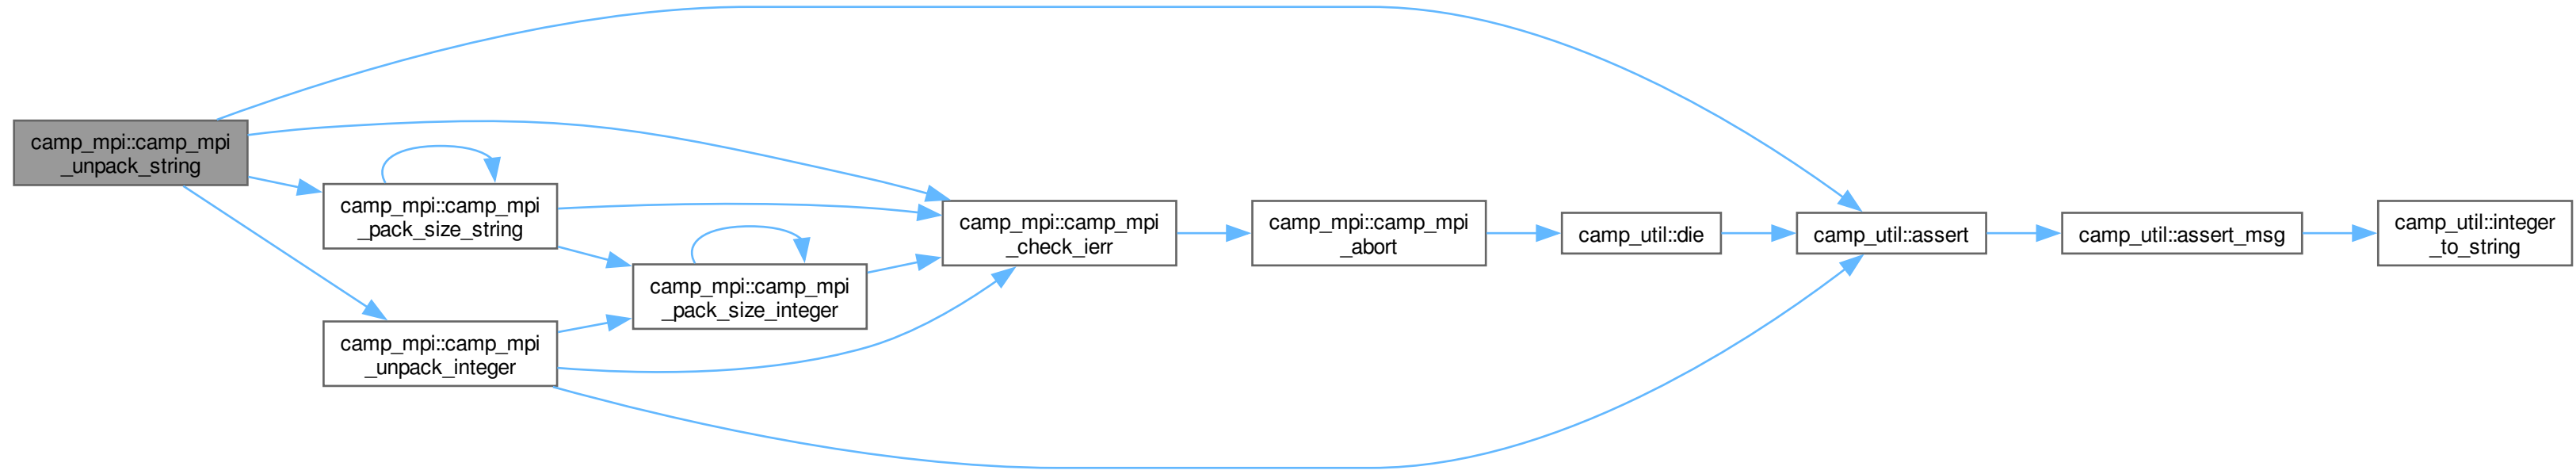 camp_mpi::camp_mpi
_unpack_string
camp_mpi::camp_mpi
_pack_size_string
camp_mpi::camp_mpi
_unpack_integer
camp_mpi::camp_mpi
_pack_size_integer
camp_mpi::camp_mpi
_check_ierr
camp_mpi::camp_mpi
_abort
camp_util::die
camp_util::assert
camp_util::assert_msg
camp_util::integer
_to_string